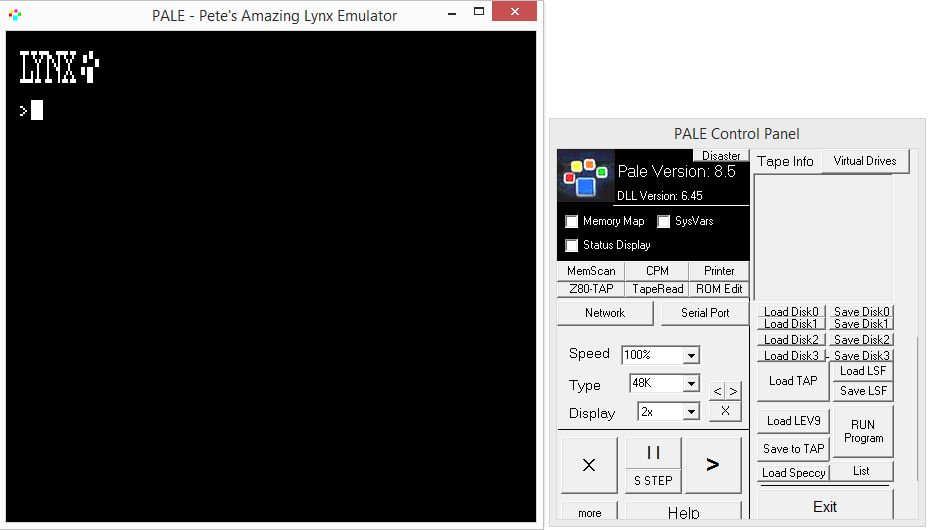 PALE - Pete's Amazing Lynx Emulator
LYNX
>
PALE Control Panel
Disaster
Pale Version: 8.5
DLL Version: 6.45
Memory Map SysVars
Status Display
MemScan CPM Printer
Z80-TAP TapeRead ROM Edit
Network Serial Port
Speed 100%
Type 48K
< >
Display 2x X
X II >
S STEP
more Help
Tape Info Virtual Drives
Load Disk0 Save Disk0
Load Disk1 Save Disk1
Load Disk2 Save Disk2
Load Disk3 - Save Disk3
Load TAP Load LSF
Save LSF
Load LEV9 RUN Program
Save to TAP
Load Speccy List
Exit